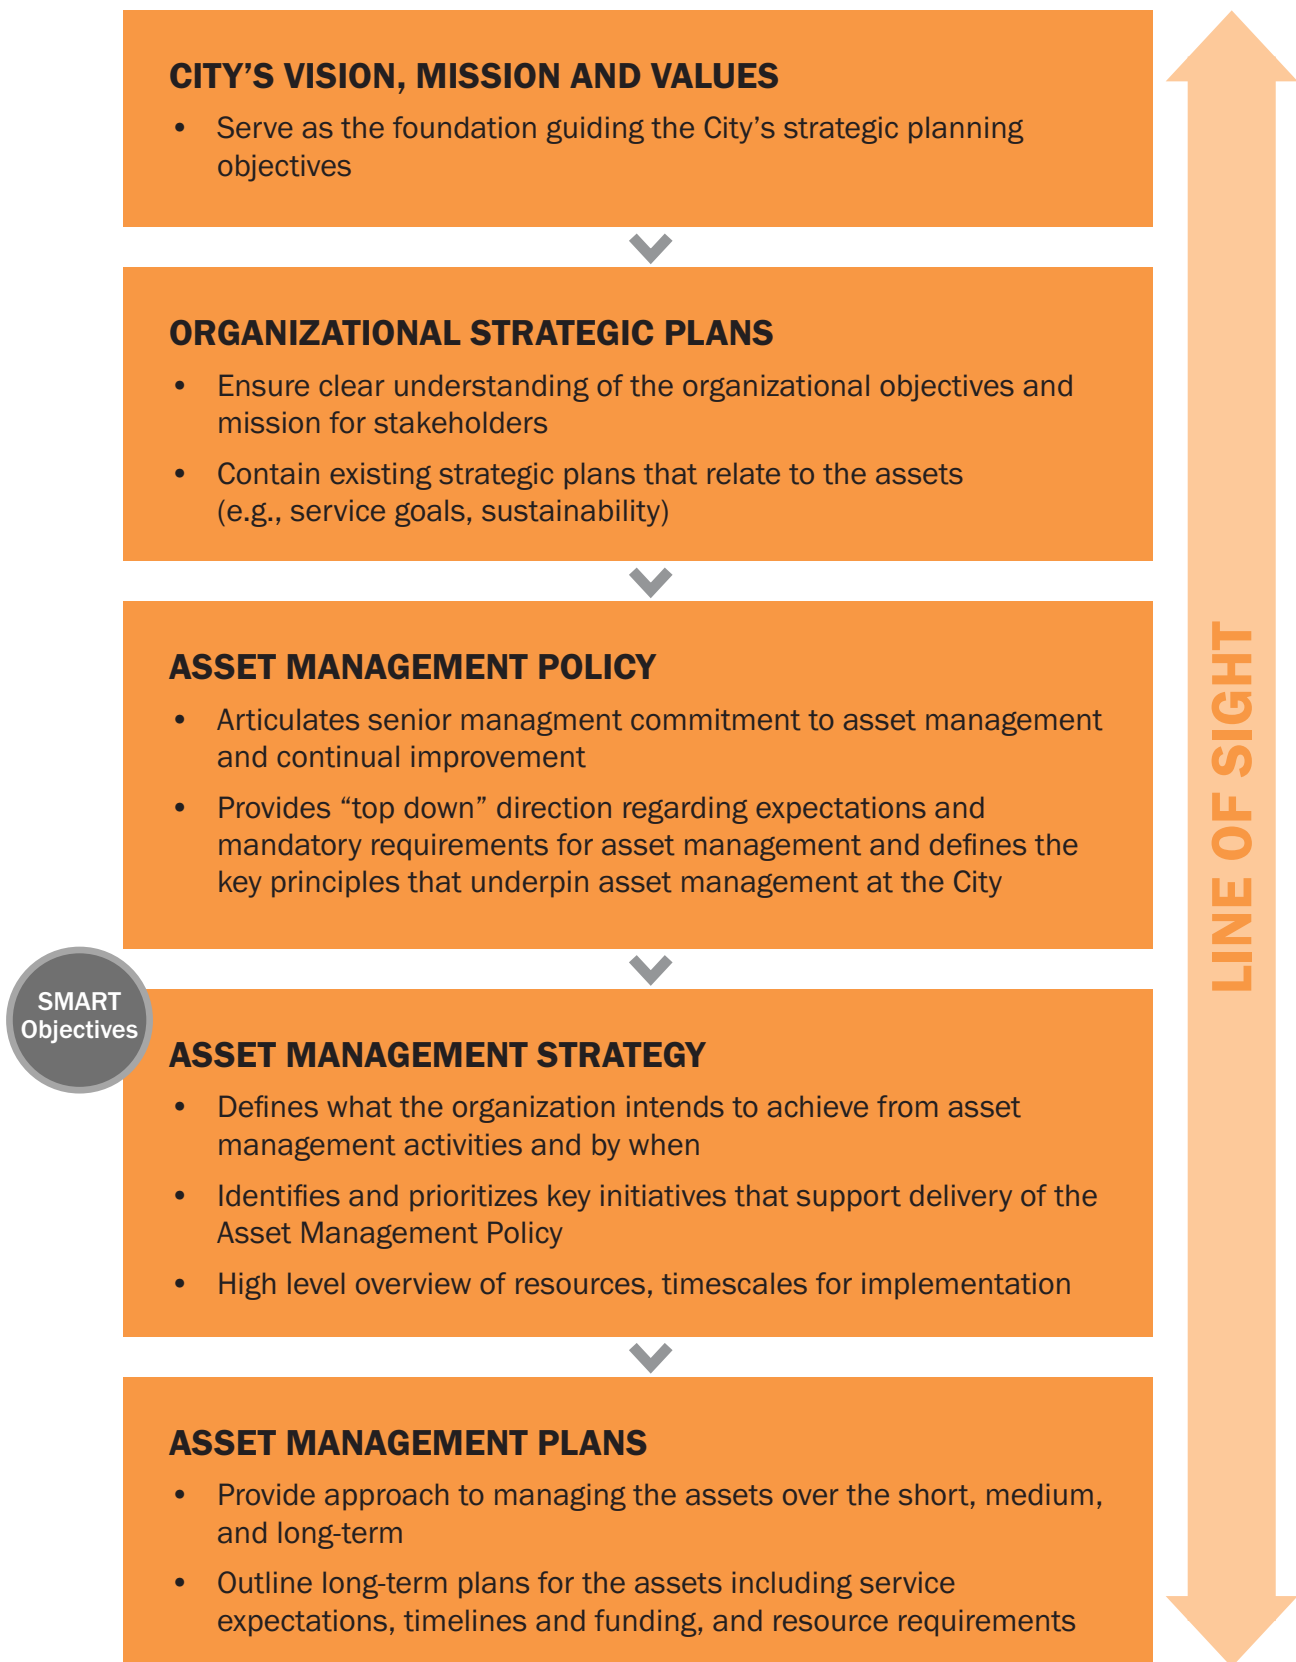 CITY’S VISION, MISSION AND VALUES
• Serve as the foundation guiding the City’s strategic planning
objectives
ORGANIZATIONAL STRATEGIC PLANS
• Ensure clear understanding of the organizational objectives and
mission for stakeholders
• Contain existing strategic plans that relate to the assets
(e.g., service goals, sustainability)
ASSET MANAGEMENT POLICY
• Articulates senior managment commitment to asset management
and continual improvement
• Provides “top down” direction regarding expectations and
mandatory requirements for asset management and defines the
key principles that underpin asset management at the City
SMART
Objectives
ASSET MANAGEMENT STRATEGY
• Defines what the organization intends to achieve from asset
management activities and by when
• Identifies and prioritizes key initiatives that support delivery of the
Asset Management Policy
• High level overview of resources, timescales for implementation
ASSET MANAGEMENT PLANS
• Provide approach to managing the assets over the short, medium,
and long-term
• Outline long-term plans for the assets including service
expectations, timelines and funding, and resource requirements
LINE OF SIGHT